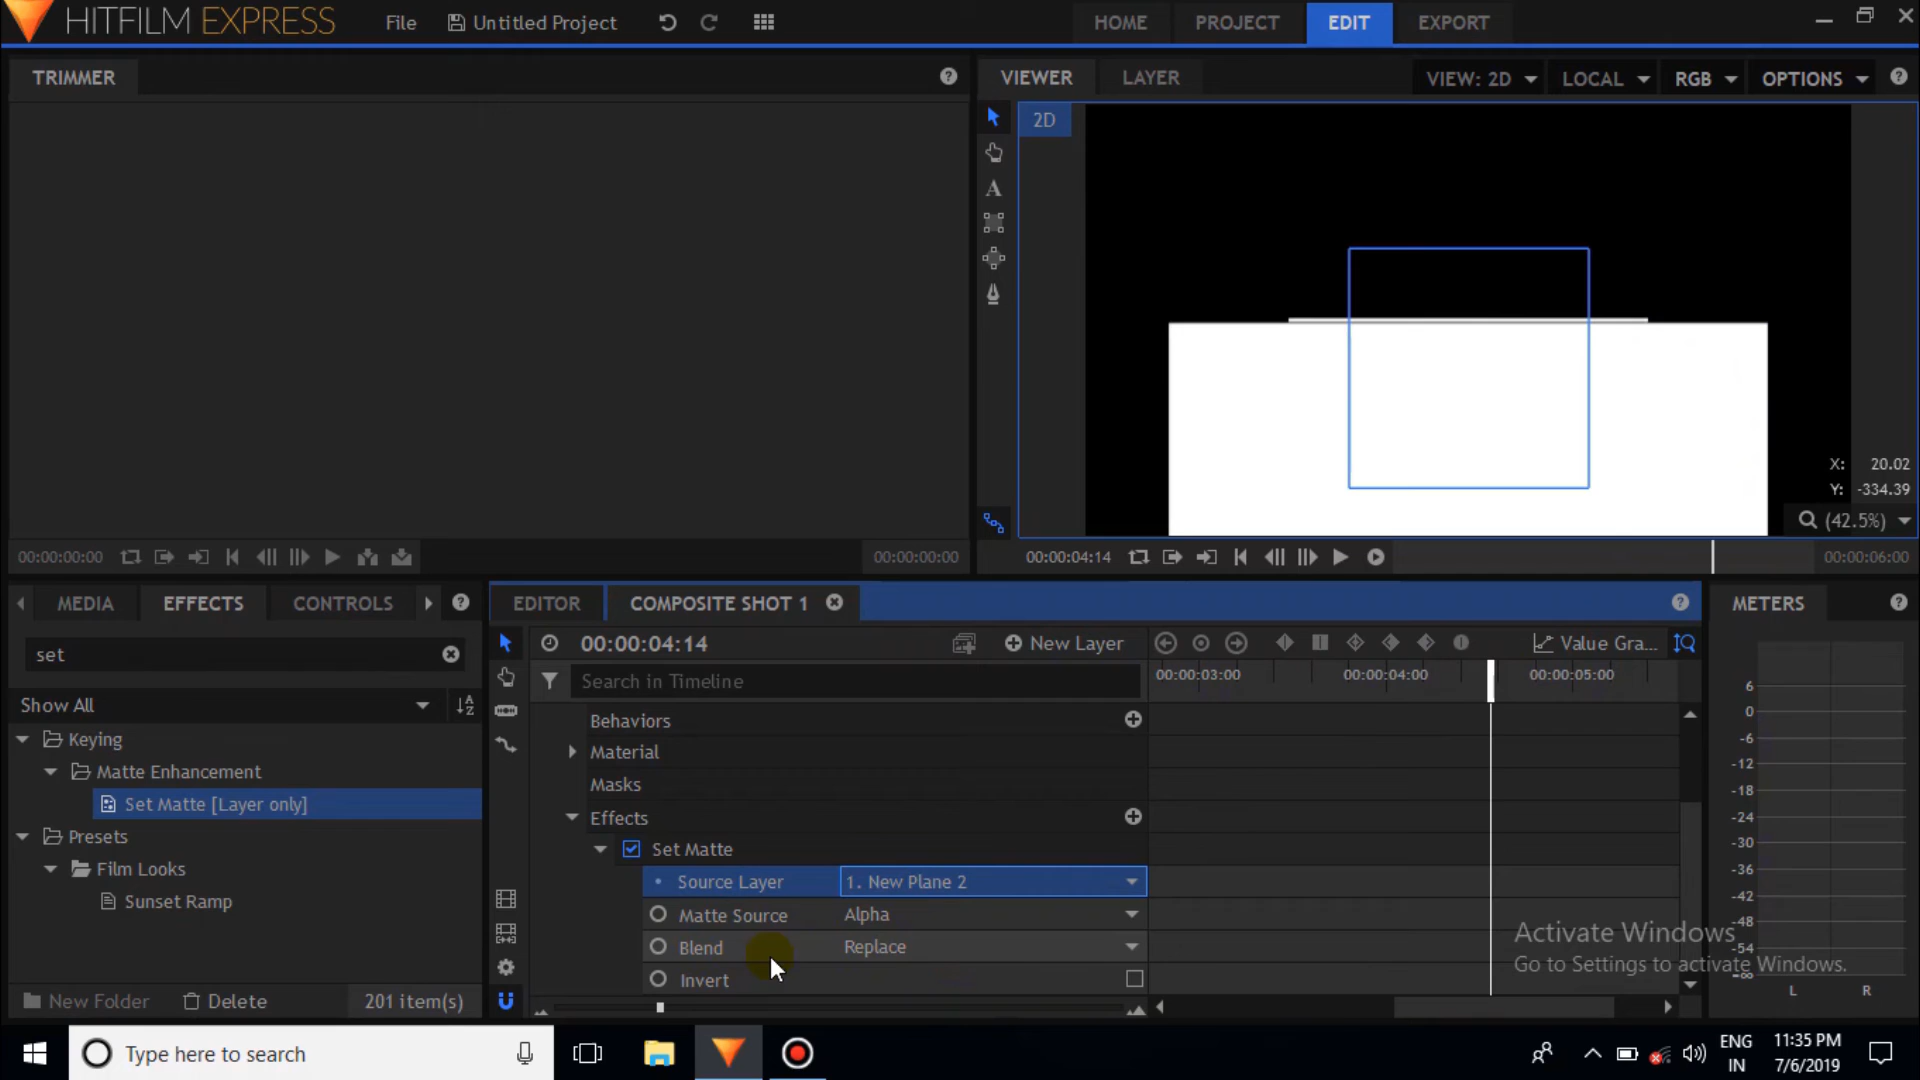 HITFILM EXPRESS
File
Untitled Project
HOME
PROJECT
EDIT
EXPORT
TRIMMER
VIEWER
LAYER
VIEW: 2D
LOCAL
RGB
OPTIONS
2D
A
X: 20.02
Y: -334.39
(42.5%)
00:00:00:00
00:00:00:00
00:00:04:14
00:00:06:00
MEDIA
EFFECTS
CONTROLS
EDITOR
COMPOSITE SHOT 1
METERS
set
00:00:04:14
New Layer
Value Gra...
Search in Timeline
00:00:03:00
00:00:04:00
00:00:05:00
Show All
Keying
Matte Enhancement
Set Matte [Layer only]
Presets
Film Looks
Sunset Ramp
Behaviors
Material
Masks
Effects
Set Matte
Source Layer
1. New Plane 2
Matte Source
Alpha
Blend
Replace
Invert
6
0
-6
-12
-18
-24
-30
-36
-42
-48
-54
-∞
L
R
Activate Windows
Go to Settings to activate Windows.
New Folder
Delete
201 item(s)
Type here to search
ENG
IN
11:35 PM
7/6/2019